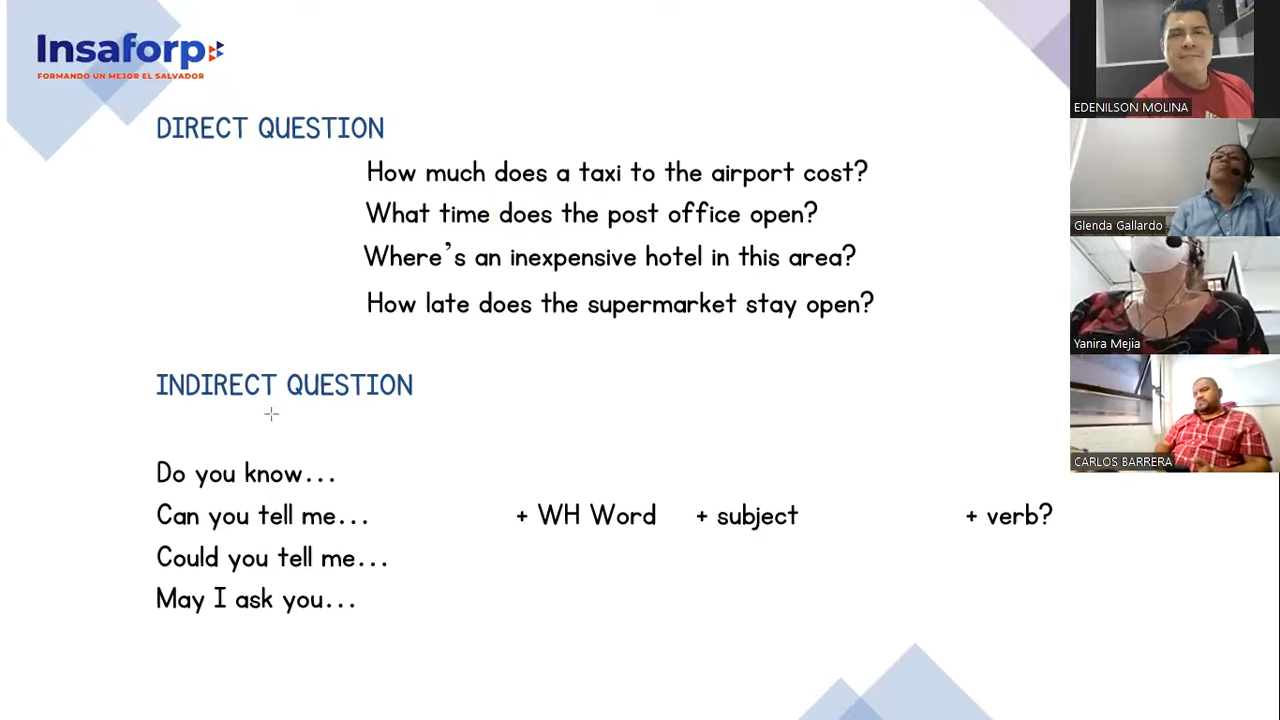 Insaforp
FORMANDO UN MEJOR EL SALVADOR
DIRECT QUESTION
How much does a taxi to the airport cost?
What time does the post office open?
Where's an inexpensive hotel in this area?
How late does the supermarket stay open?
INDIRECT QUESTION
Do you know...
Can you tell me... + WH Word + subject + verb?
Could you tell me...
May I ask you...
EDENILSON MOLINA
Glenda Gallardo
Yanira Mejia
CARLOS BARRERA